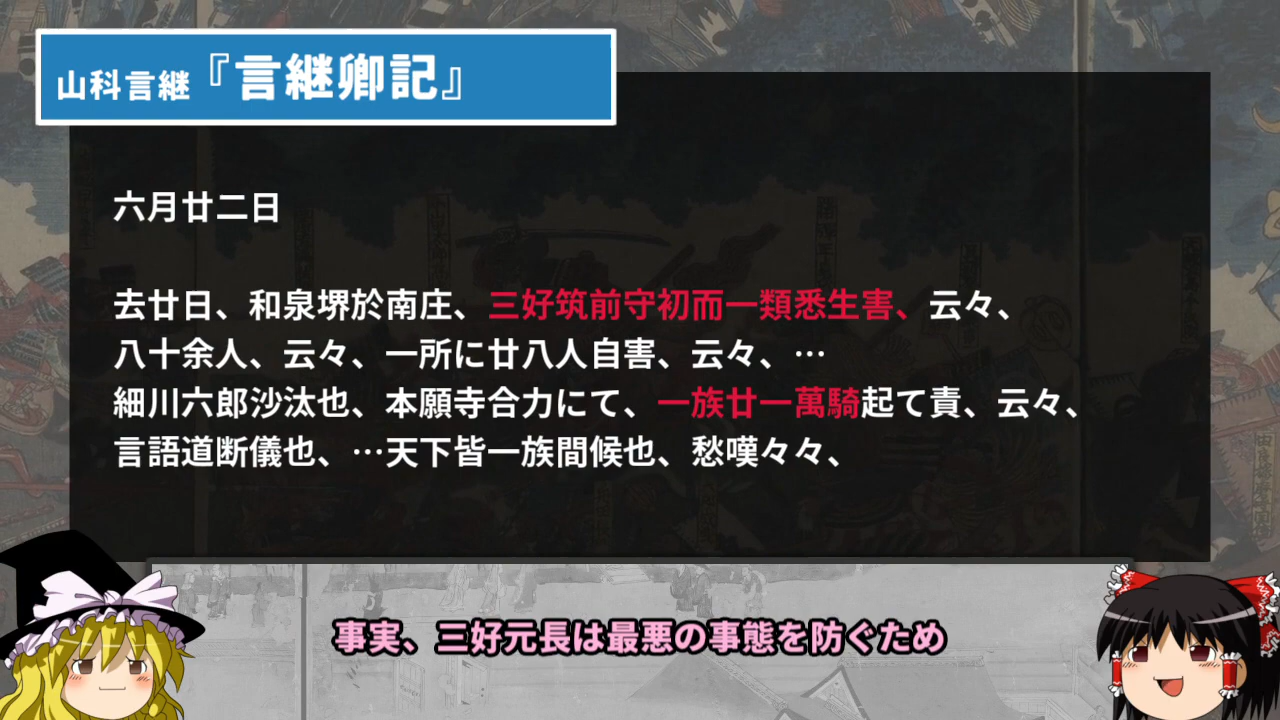 山科言継『言継卿記』
六月廿二日
去廿日、和泉堺於南庄、三好筑前守初而一類悉生害、云々、
八十余人、云々、一所に廿八人自害、云々、…
細川六郎沙汰也、本願寺合力にて、一族廿一萬騎起て責、云々、
言語道断儀也、…天下皆一族間候也、愁嘆々々、
事実、三好元長は最悪の事態を防ぐため